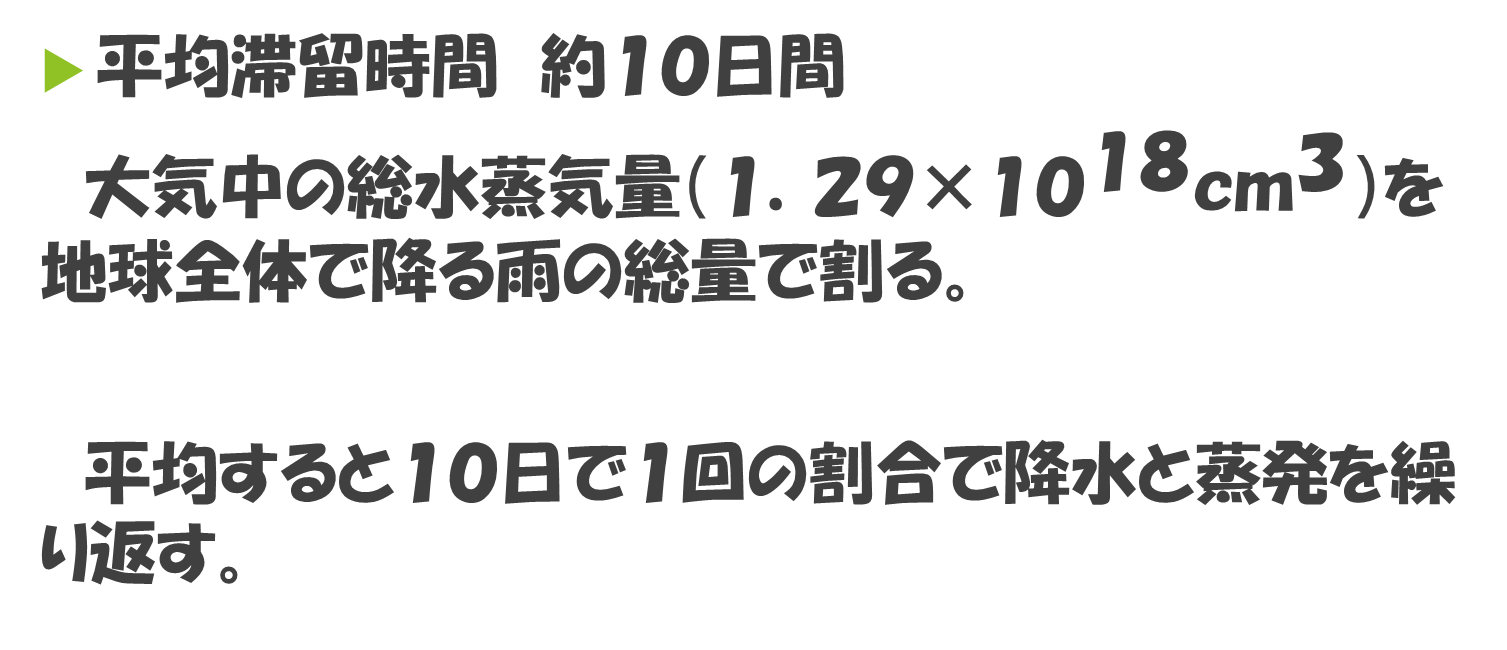 ▶平均滞留時間　約10日間
大気中の総水蒸気量(1．29×10¹⁸cm³)を
地球全体で降る雨の総量で割る。
平均すると10日で1回の割合で降水と蒸発を繰
り返す。